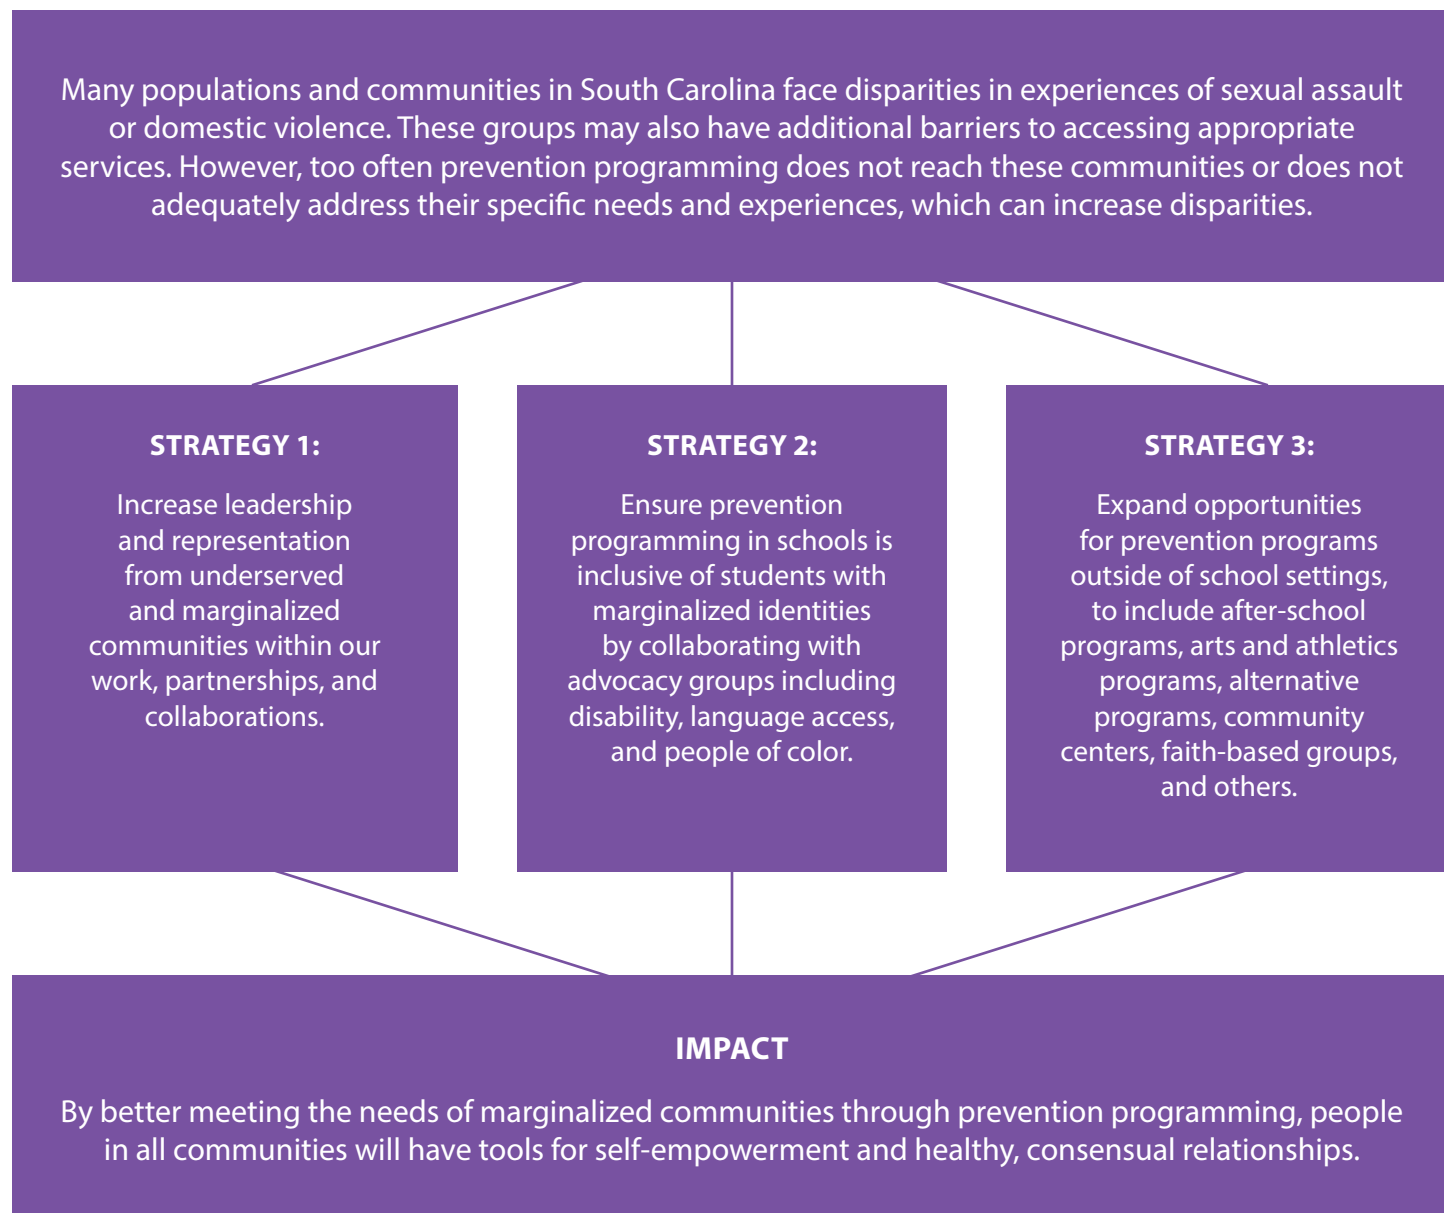 Many populations and communities in South Carolina face disparities in experiences of sexual assault
or domestic violence. These groups may also have additional barriers to accessing appropriate
services. However, too often prevention programming does not reach these communities or does not
adequately address their specific needs and experiences, which can increase disparities.
STRATEGY 1:
Increase leadership
and representation
from underserved
and marginalized
communities within our
work, partnerships, and
collaborations.
STRATEGY 2:
Ensure prevention
programming in schools is
inclusive of students with
marginalized identities
by collaborating with
advocacy groups including
disability, language access,
and people of color.
STRATEGY 3:
Expand opportunities
for prevention programs
outside of school settings,
to include after-school
programs, arts and athletics
programs, alternative
programs, community
centers, faith-based groups,
and others.
IMPACT
By better meeting the needs of marginalized communities through prevention programming, people
in all communities will have tools for self-empowerment and healthy, consensual relationships.